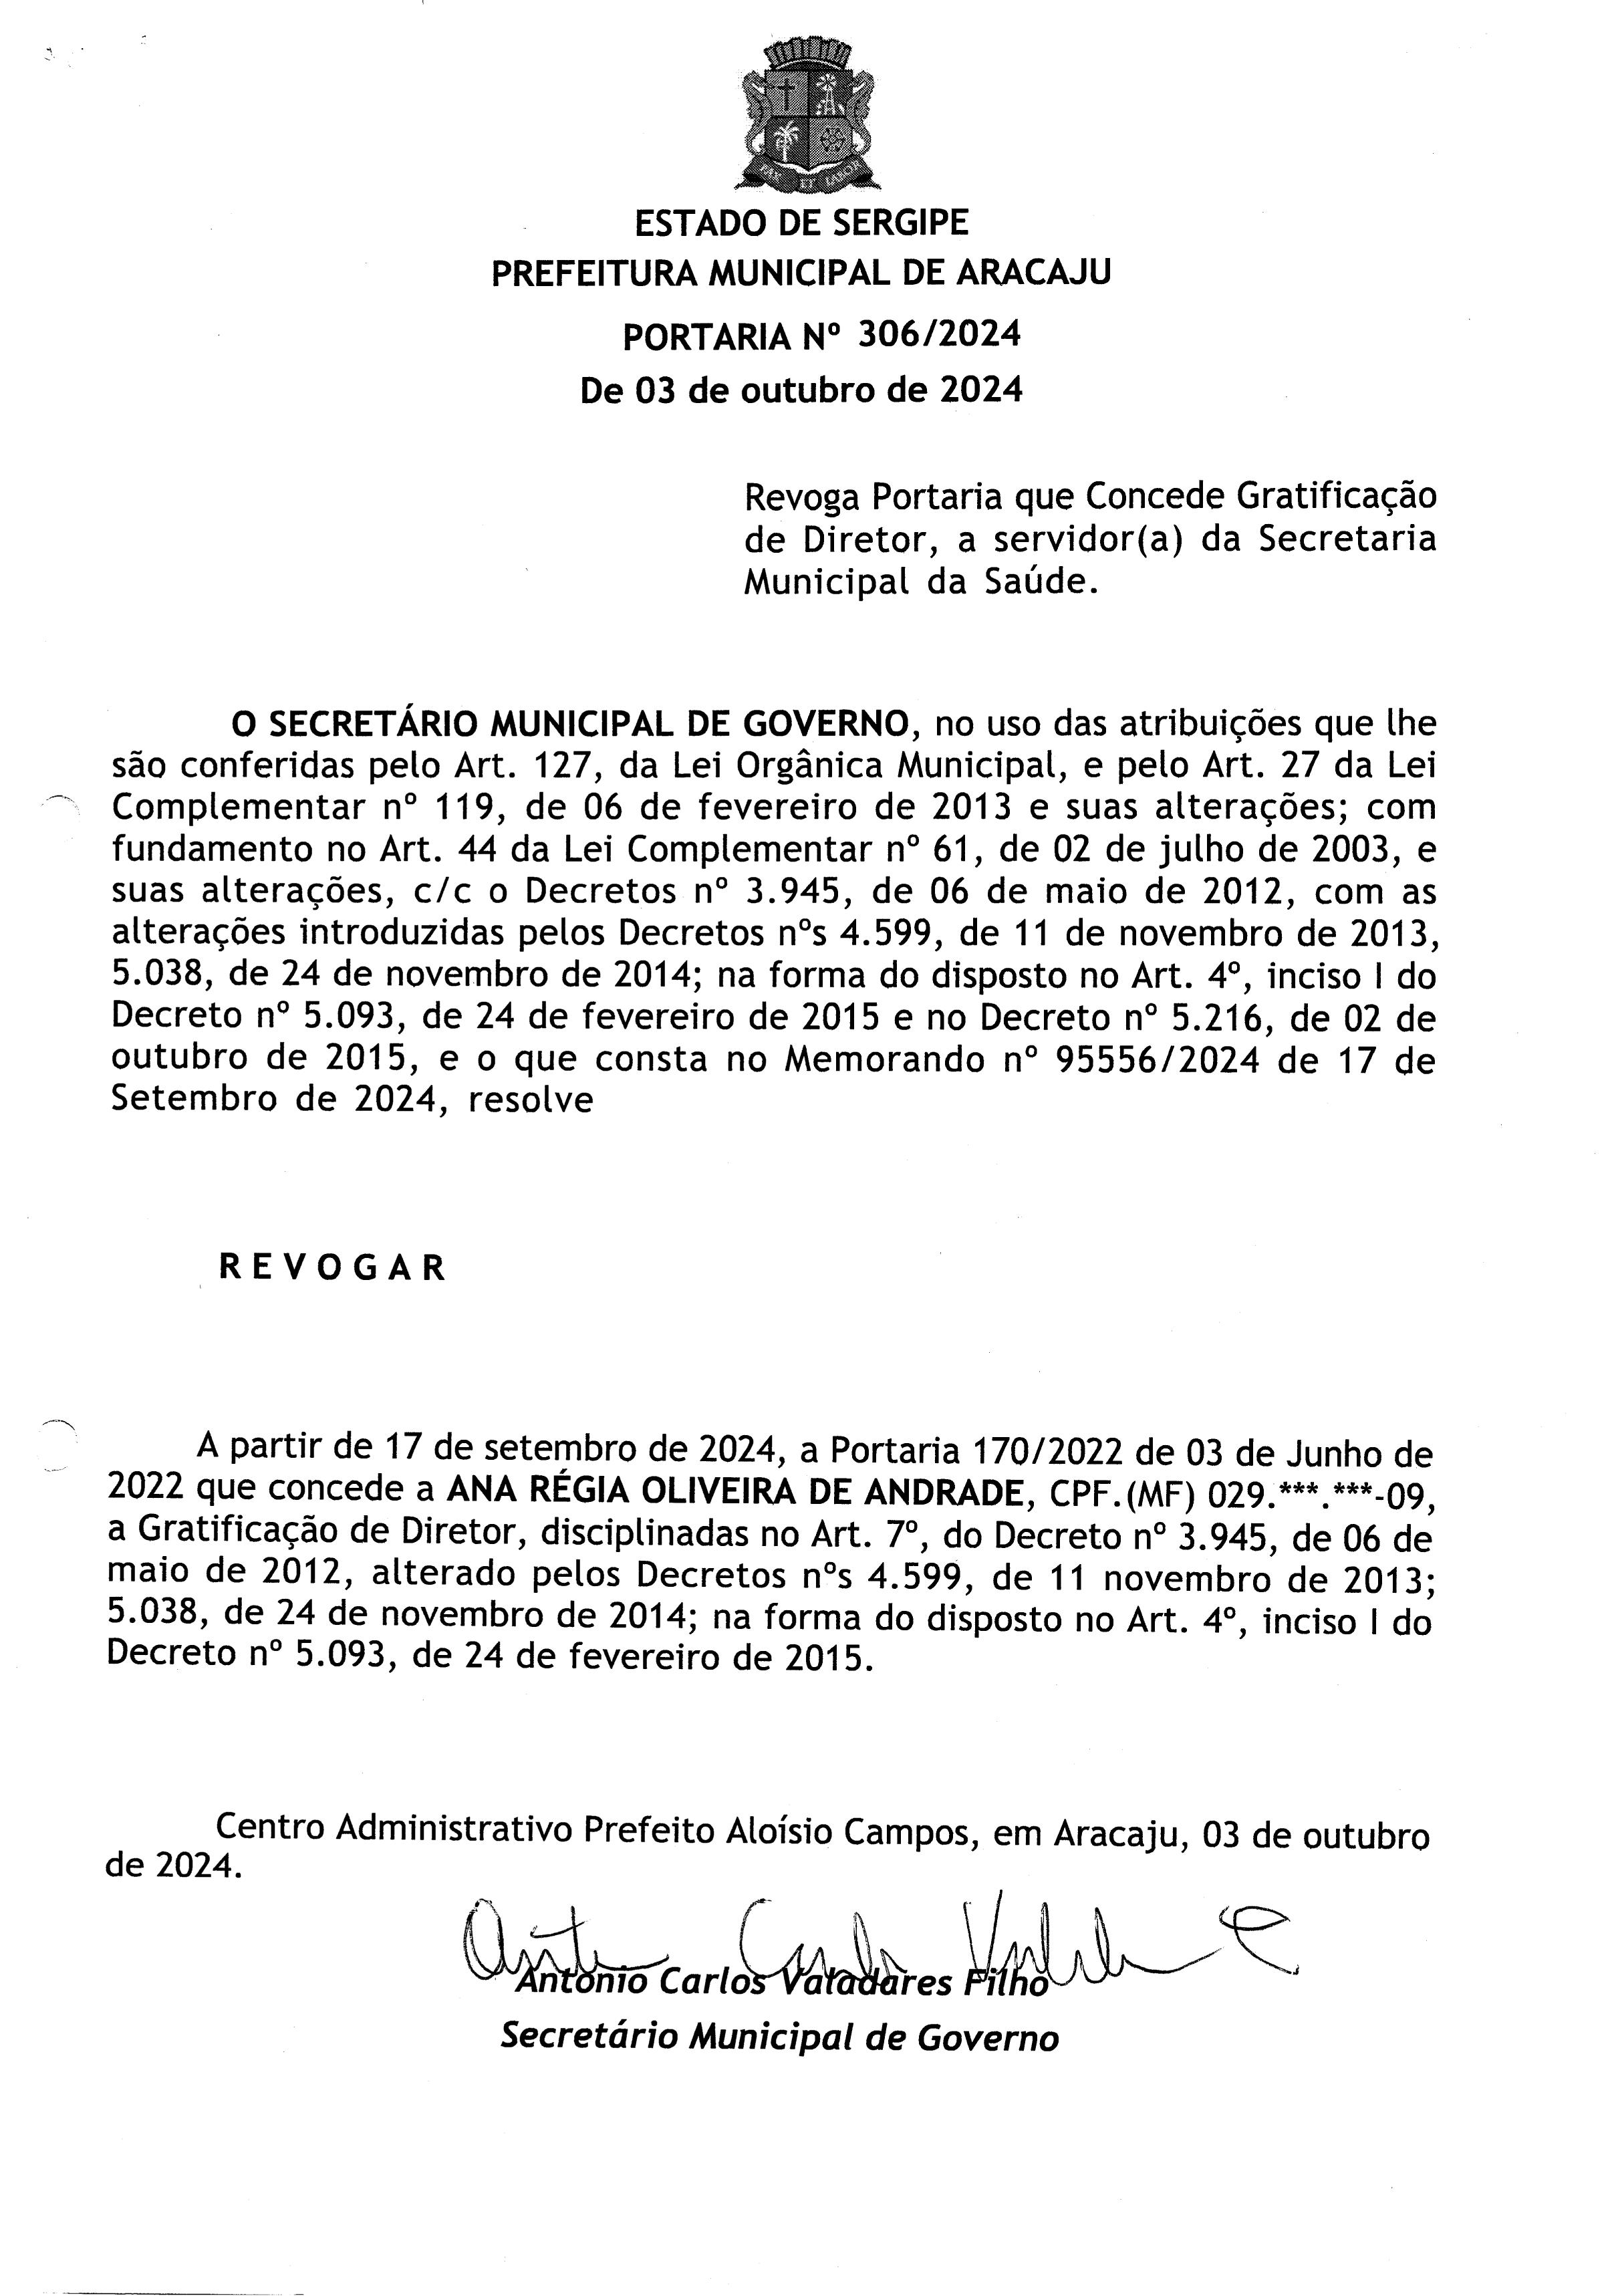 PAX ET LABOR
ESTADO DE SERGIPE
PREFEITURA MUNICIPAL DE ARACAJU
PORTARIA Nº 306/2024
De 03 de outubro de 2024
Revoga Portaria que Concede Gratificação
de Diretor, a servidor(a) da Secretaria
Municipal da Saúde.
O SECRETÁRIO MUNICIPAL DE GOVERNO, no uso das atribuições que lhe
são conferidas pelo Art. 127, da Lei Orgânica Municipal, e pelo Art. 27 da Lei
Complementar nº 119, de 06 de fevereiro de 2013 e suas alterações; com
fundamento no Art. 44 da Lei Complementar nº 61, de 02 de julho de 2003, e
suas alterações, c/c o Decretos nº 3.945, de 06 de maio de 2012, com as
alterações introduzidas pelos Decretos nºs 4.599, de 11 de novembro de 2013,
5.038, de 24 de novembro de 2014; na forma do disposto no Art. 4º, inciso I do
Decreto nº 5.093, de 24 de fevereiro de 2015 e no Decreto nº 5.216, de 02 de
outubro de 2015, e o que consta no Memorando nº 95556/2024 de 17 de
Setembro de 2024, resolve
R E V O G A R
A partir de 17 de setembro de 2024, a Portaria 170/2022 de 03 de Junho de
2022 que concede a ANA RÉGIA OLIVEIRA DE ANDRADE, CPF.(MF) 029.***.***-09,
a Gratificação de Diretor, disciplinadas no Art. 7º, do Decreto nº 3.945, de 06 de
maio de 2012, alterado pelos Decretos nºs 4.599, de 11 novembro de 2013;
5.038, de 24 de novembro de 2014; na forma do disposto no Art. 4º, inciso I do
Decreto nº 5.093, de 24 de fevereiro de 2015.
Centro Administrativo Prefeito Aloísio Campos, em Aracaju, 03 de outubro
de 2024.
Antônio Carlos Valadares Filho
Secretário Municipal de Governo